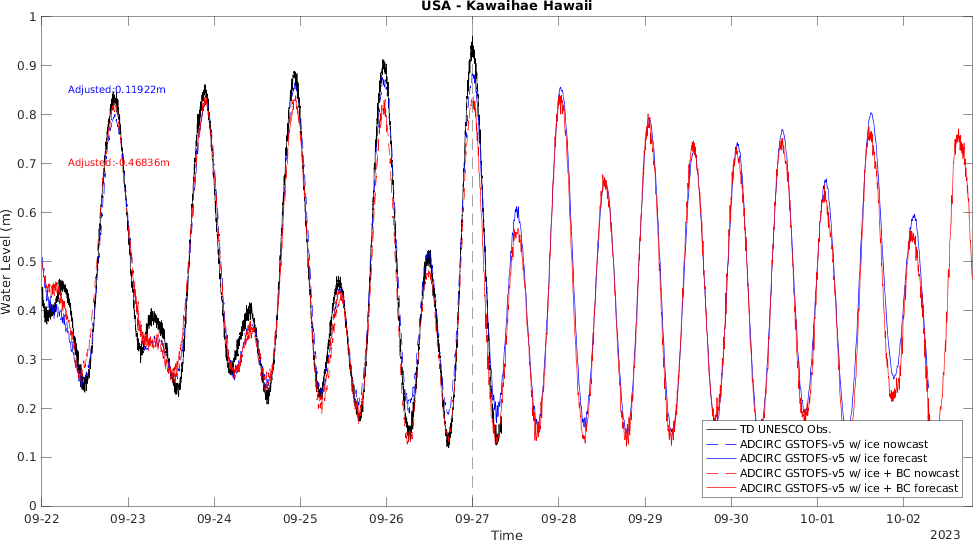 USA - Kawaihae Hawaii
1
0.9
0.8
0.7
0.6
0.5
0.4
0.3
0.2
0.1
0
Water Level (m)
Adjusted:0.11922m
Adjusted:-0.46836m
TD UNESCO Obs.
ADCIRC GSTOFS-v5 w/ ice nowcast
ADCIRC GSTOFS-v5 w/ ice forecast
ADCIRC GSTOFS-v5 w/ ice + BC nowcast
ADCIRC GSTOFS-v5 w/ ice + BC forecast
09-22 09-23 09-24 09-25 09-26 09-27 09-28 09-29 09-30 10-01 10-02
Time
2023